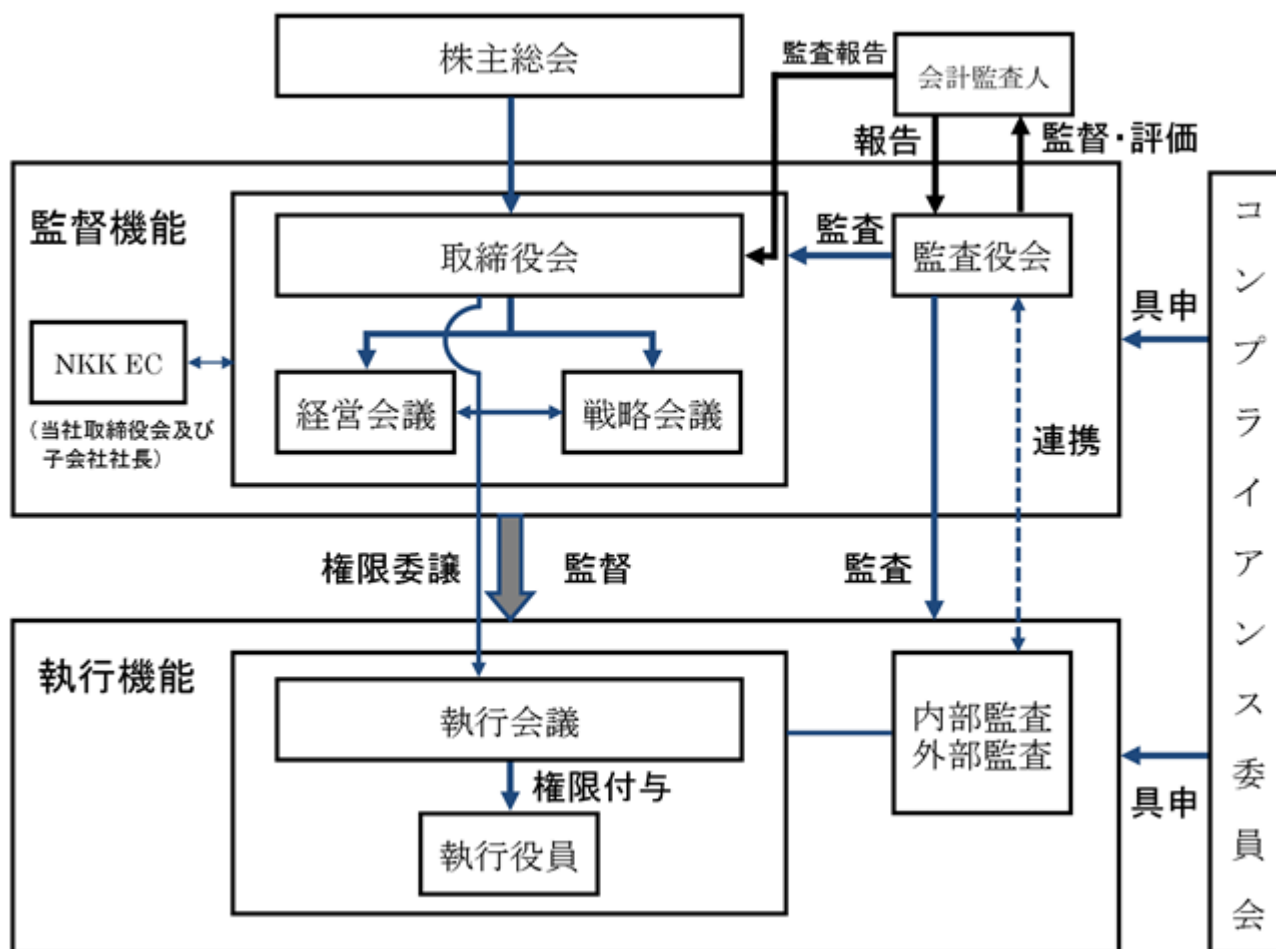 株主総会
監査報告
会計監査人
報告
監督・評価
監督機能
取締役会
監査
監査役会
具申
NKK EC
(当社取締役会及び
子会社社長)
経営会議
戦略会議
連携
権限委譲
監督
監査
執行機能
執行会議
内部監査
外部監査
権限付与
執行役員
具申
コンプライアンス委員会